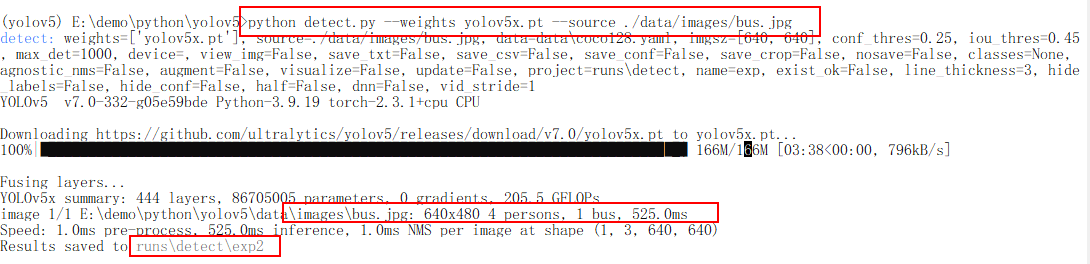 (yolov5) E:\demo\python\yolov5>python detect.py --weights yolov5x.pt --source ./data/images/bus.jpg
detect: weights=['yolov5x.pt'], source=./data/images/bus.jpg, data=data\coco128.yaml, imgsz=[640, 640], conf_thres=0.25, iou_thres=0.45
, max_det=1000, device=, view_img=False, save_txt=False, save_csv=False, save_conf=False, save_crop=False, nosave=False, classes=None,
agnostic_nms=False, augment=False, visualize=False, update=False, project=runs\detect, name=exp, exist_ok=False, line_thickness=3, hide
_labels=False, hide_conf=False, half=False, dnn=False, vid_stride=1
YOLOv5  v7.0-332-g05e59bde Python-3.9.19 torch-2.3.1+cpu CPU
Downloading https://github.com/ultralytics/yolov5/releases/download/v7.0/yolov5x.pt to yolov5x.pt...
100%| 166M/166M [03:38<00:00, 796kB/s]
Fusing layers...
YOLOv5x summary: 444 layers, 86705005 parameters, 0 gradients, 205.5 GFLOPs
image 1/1 E:\demo\python\yolov5\data\images\bus.jpg: 640x480 4 persons, 1 bus, 525.0ms
Speed: 1.0ms pre-process, 525.0ms inference, 1.0ms NMS per image at shape (1, 3, 640, 640)
Results saved to runs\detect\exp2